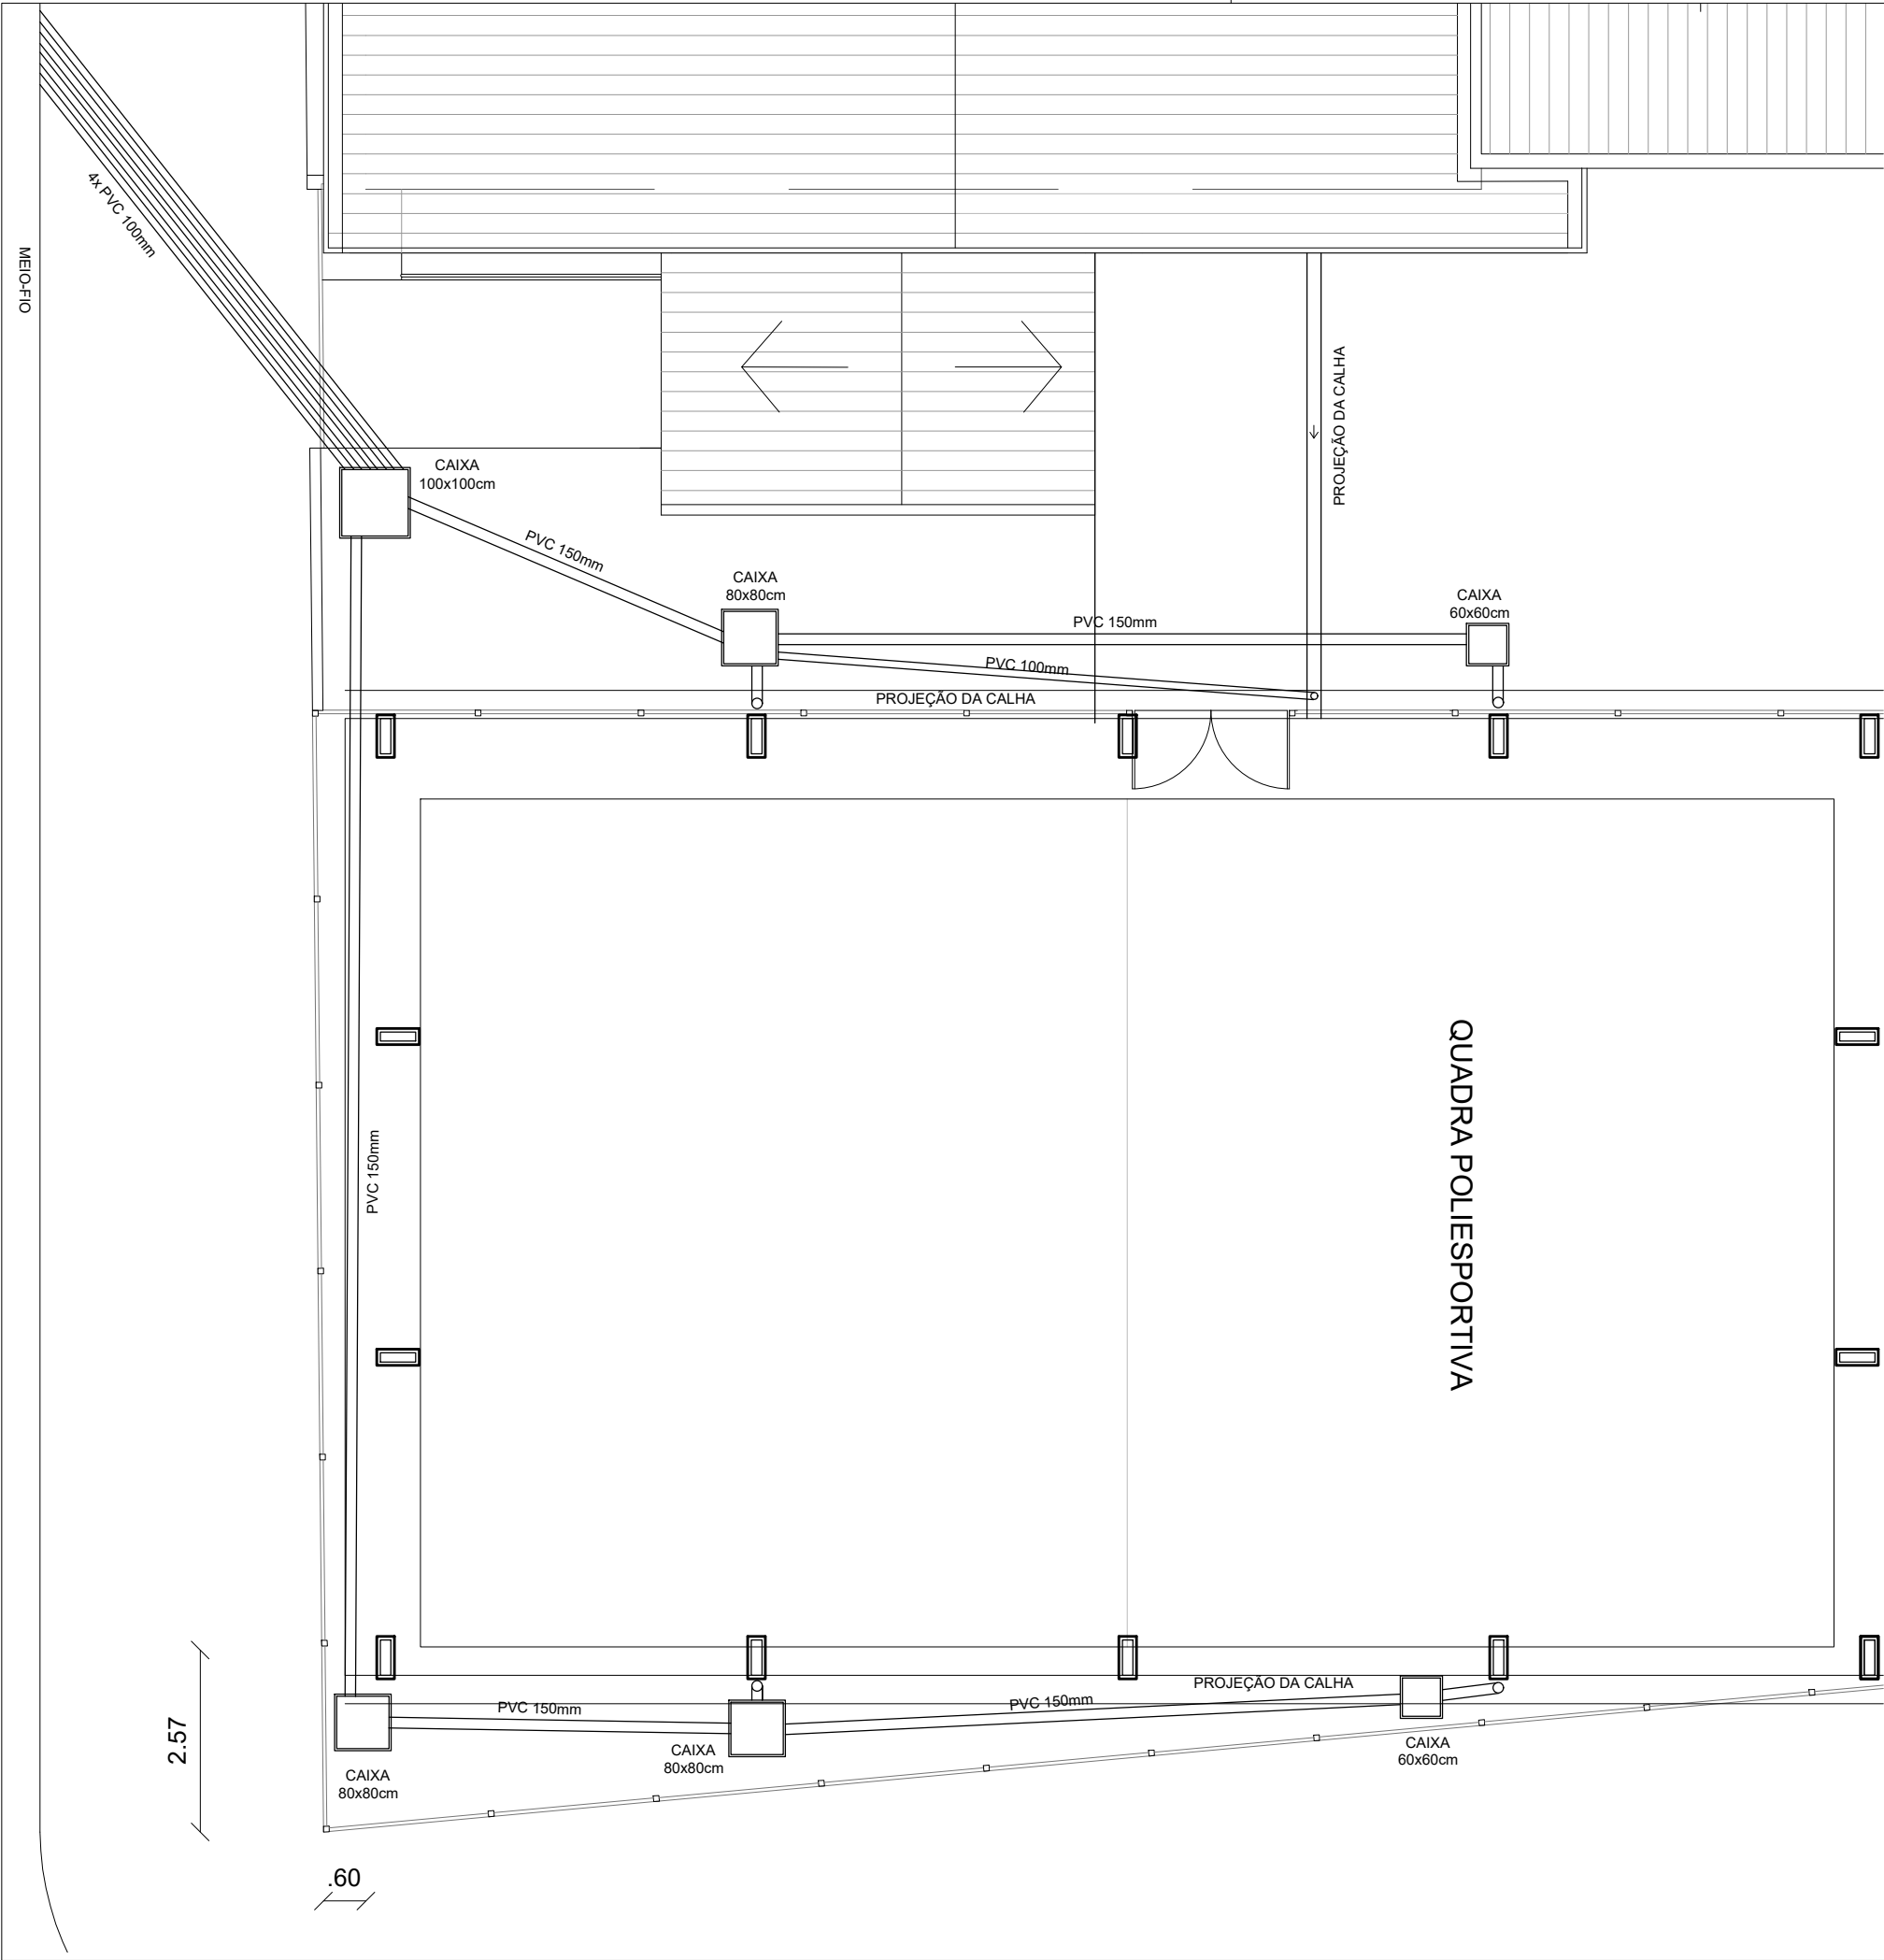 4x PVC 100mm
MEIO-FIO
PROJEÇÃO DA CALHA
CAIXA
100x100cm
PVC 150mm
CAIXA
80x80cm
CAIXA
60x60cm
PVC 150mm
PVC 100mm
PROJEÇÃO DA CALHA
QUADRA POLIESPORTIVA
PVC 150mm
PROJEÇÃO DA CALHA
PVC 150mm
PVC 150mm
2.57
CAIXA
80x80cm
CAIXA
60x60cm
CAIXA
80x80cm
.60